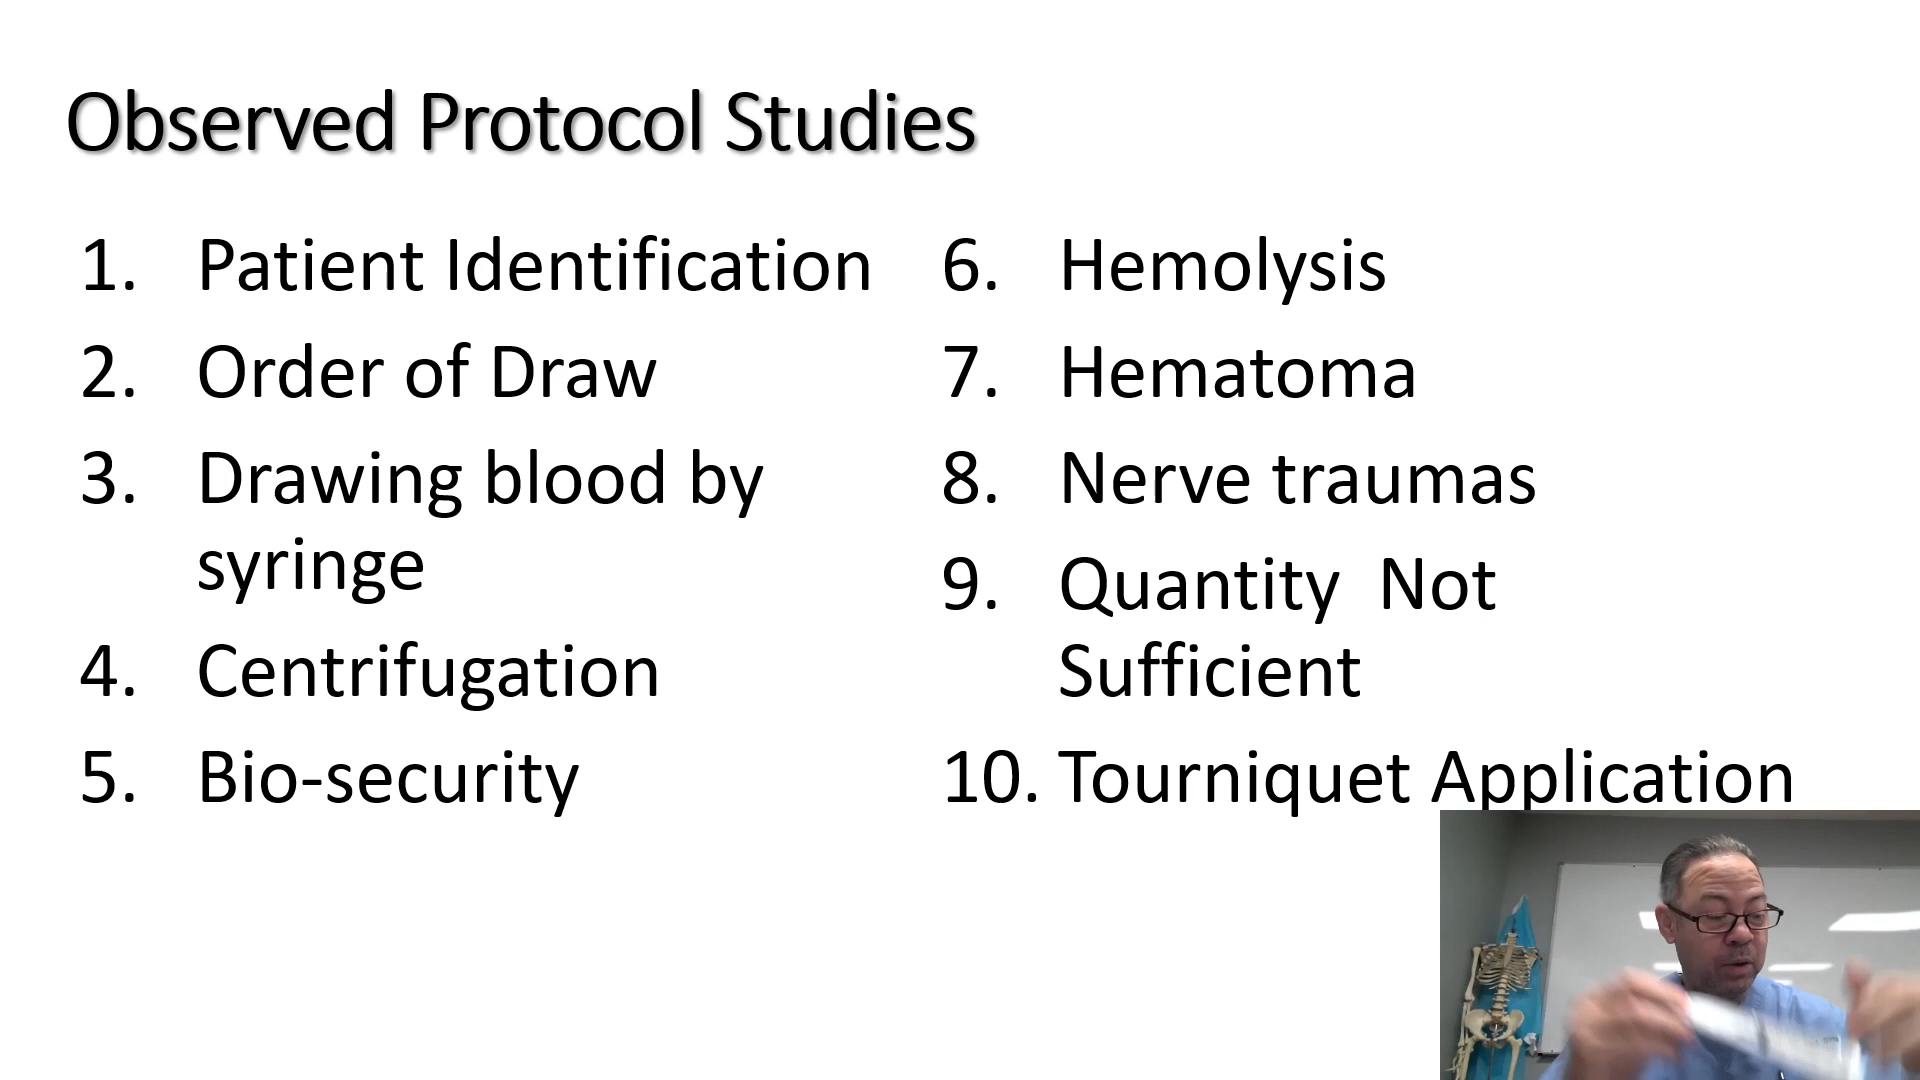 Observed Protocol Studies
1. Patient Identification
2. Order of Draw
3. Drawing blood by
syringe
4. Centrifugation
5. Bio-security
6. Hemolysis
7. Hematoma
8. Nerve traumas
9. Quantity  Not
Sufficient
10. Tourniquet Application